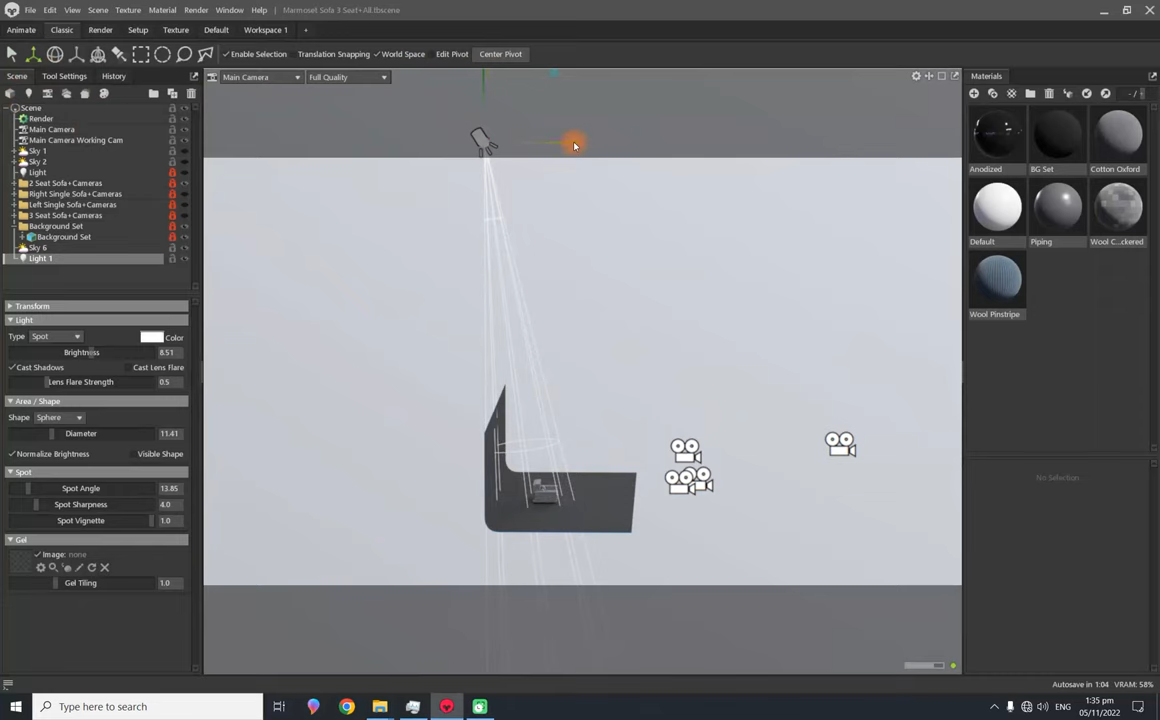 File Edit View Scene Texture Material Render Window Help Marmoset Sofa 3 Seat+All.tbscene
Animate Classic Render Setup Texture Default Workspace 1 +
Enable Selection Translation Snapping World Space Edit Pivot Center Pivot
Scene Tool Settings History
Main Camera Full Quality
Materials
Scene
Render
Main Camera
Main Camera Working Cam
Sky 1
Sky 2
Light
2 Seat Sofa+Cameras
Right Single Sofa+Cameras
Left Single Sofa+Cameras
3 Seat Sofa+Cameras
Background Set
Background Set
Sky 6
Light 1
Transform
Light
Type Spot Color
Brightness 8.51
Cast Shadows Cast Lens Flare
Lens Flare Strength 0.5
Area / Shape
Shape Sphere
Diameter 11.41
Normalize Brightness Visible Shape
Spot
Spot Angle 13.85
Spot Sharpness 4.0
Spot Vignette 1.0
Gel
Image: none
Gel Tiling 1.0
Anodized BG Set Cotton Oxford
Default Piping Wool C...ckered
Wool Pinstripe
No Selection
Autosave in 1:04 VRAM: 58%
Type here to search
ENG
1:35 pm
05/11/2022